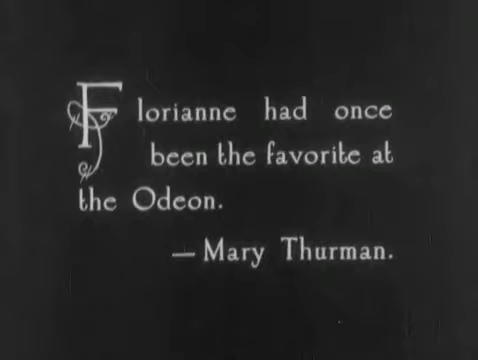 Florianne had once
been the favorite at
the Odeon.
— Mary Thurman.